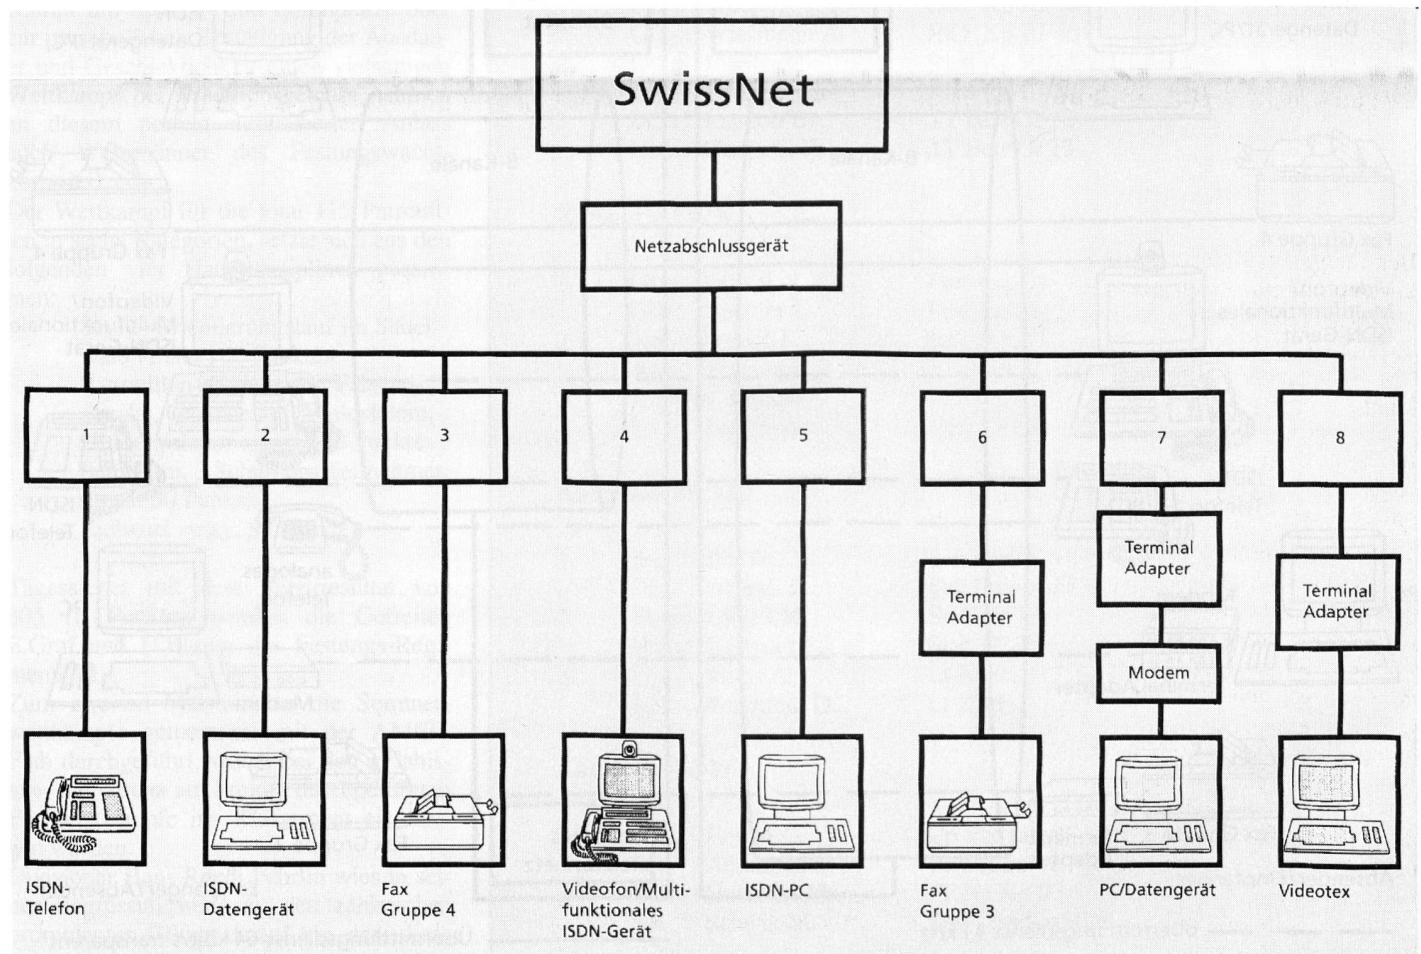 SwissNet
Netzabschlussgerät
1
2
3
4
5
6
7
8
Terminal
Adapter
Terminal
Adapter
Terminal
Adapter
Modem
ISDN-
Telefon
ISDN-
Datengerät
Fax
Gruppe 4
Videofon/Multi-
funktionales
ISDN-Gerät
ISDN-PC
Fax
Gruppe 3
PC/Datengerät
Videotex